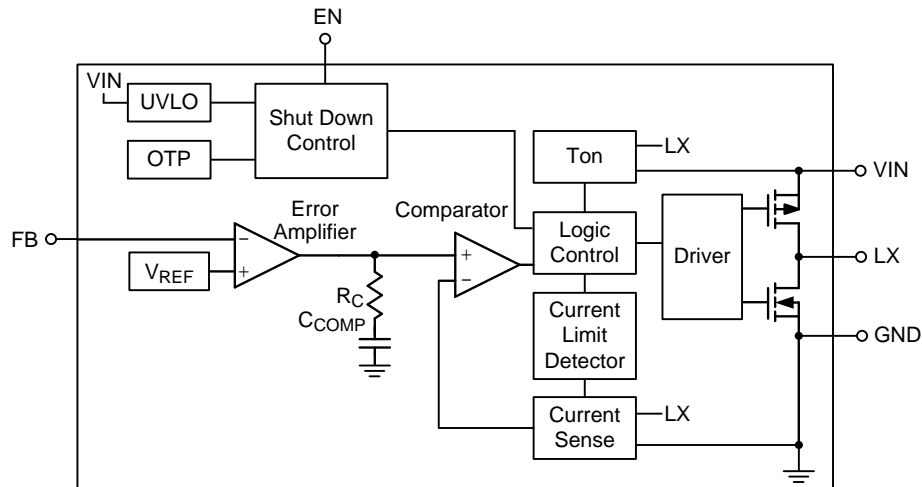 EN
VIN
UVLO
OTP
Shut Down
Control
Ton
LX
VIN
FB
Error
Amplifier
Comparator
−
+
VREF
RC
CCOMP
+
−
Logic
Control
Driver
LX
Current
Limit
Detector
GND
Current
Sense
LX